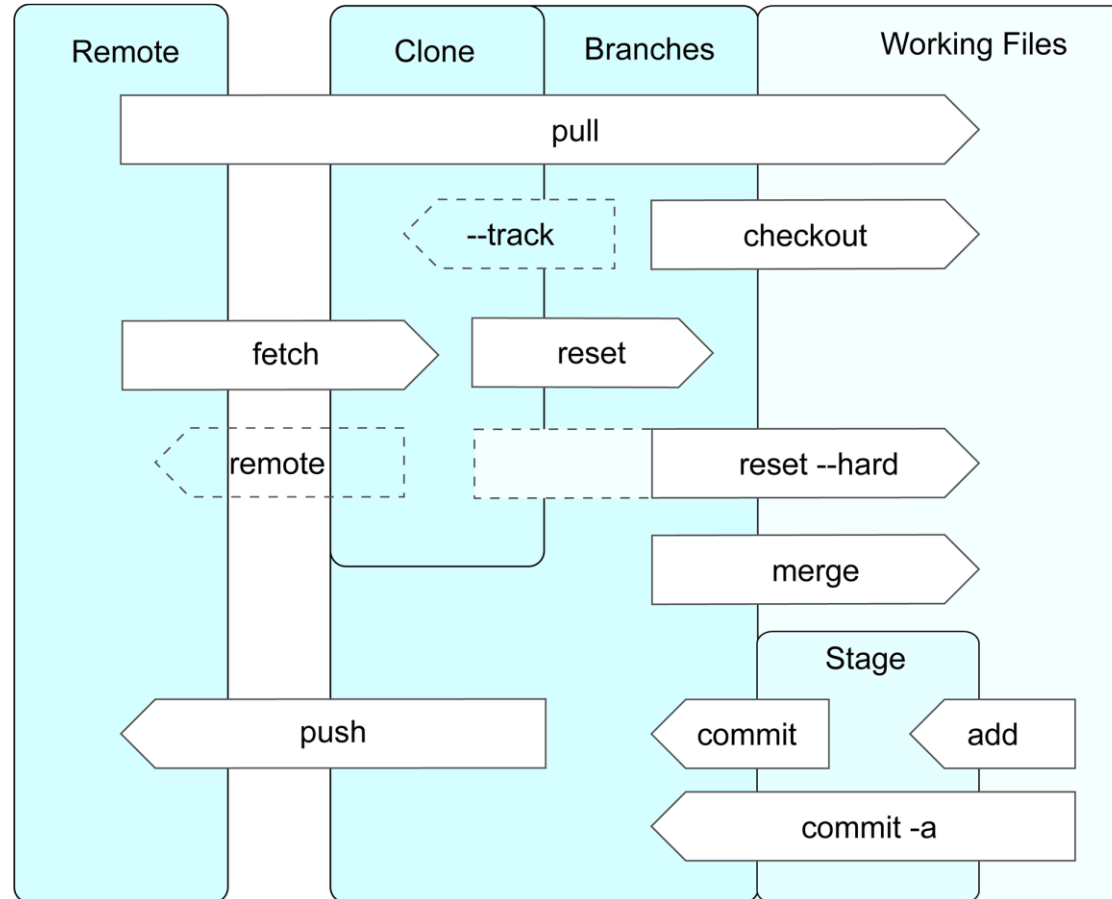 Remote
Clone
Branches
Working Files
pull
--track
checkout
fetch
reset
remote
reset --hard
merge
Stage
push
commit
add
commit -a